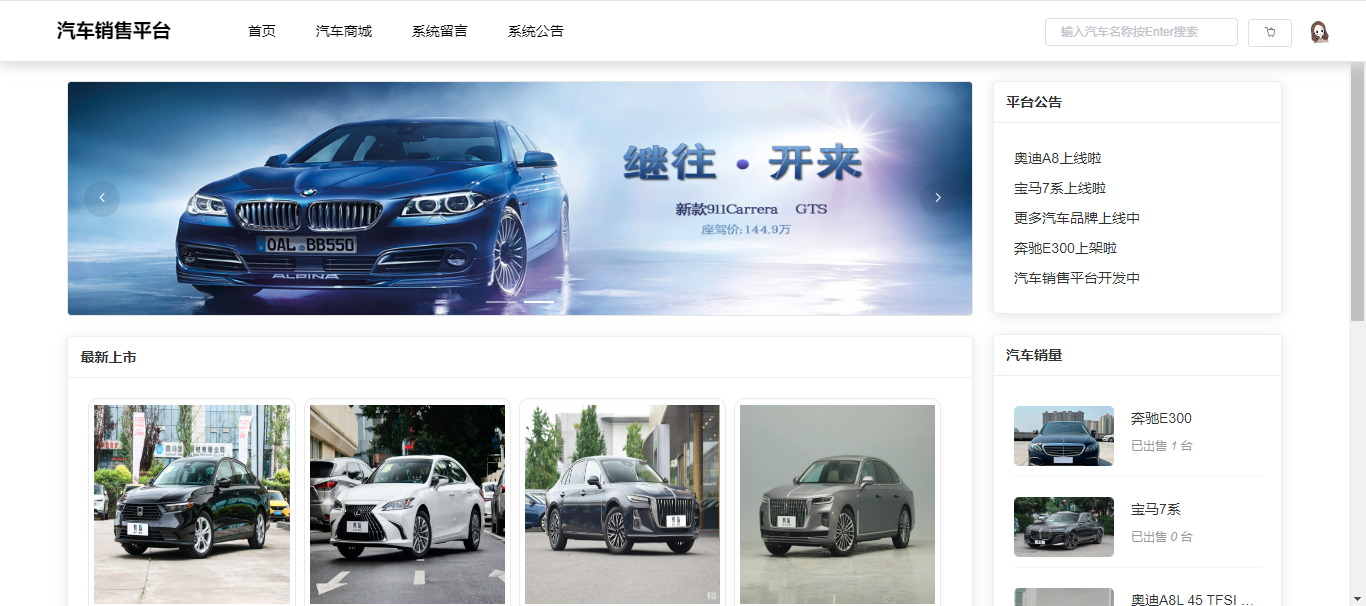 汽车销售平台
首页
汽车商城
系统留言
系统公告
输入汽车名称按Enter搜索
继往·开来
新款911Carrera GTS
座驾价:144.9万
OAL BB550
ALPINA
平台公告
奥迪A8上线啦
宝马7系上线啦
更多汽车品牌上线中
奔驰E300上架啦
汽车销售平台开发中
最新上市
汽车销量
奔驰E300
已出售 1 台
宝马7系
已出售 0 台
奥迪A8L 45 TFSI ...